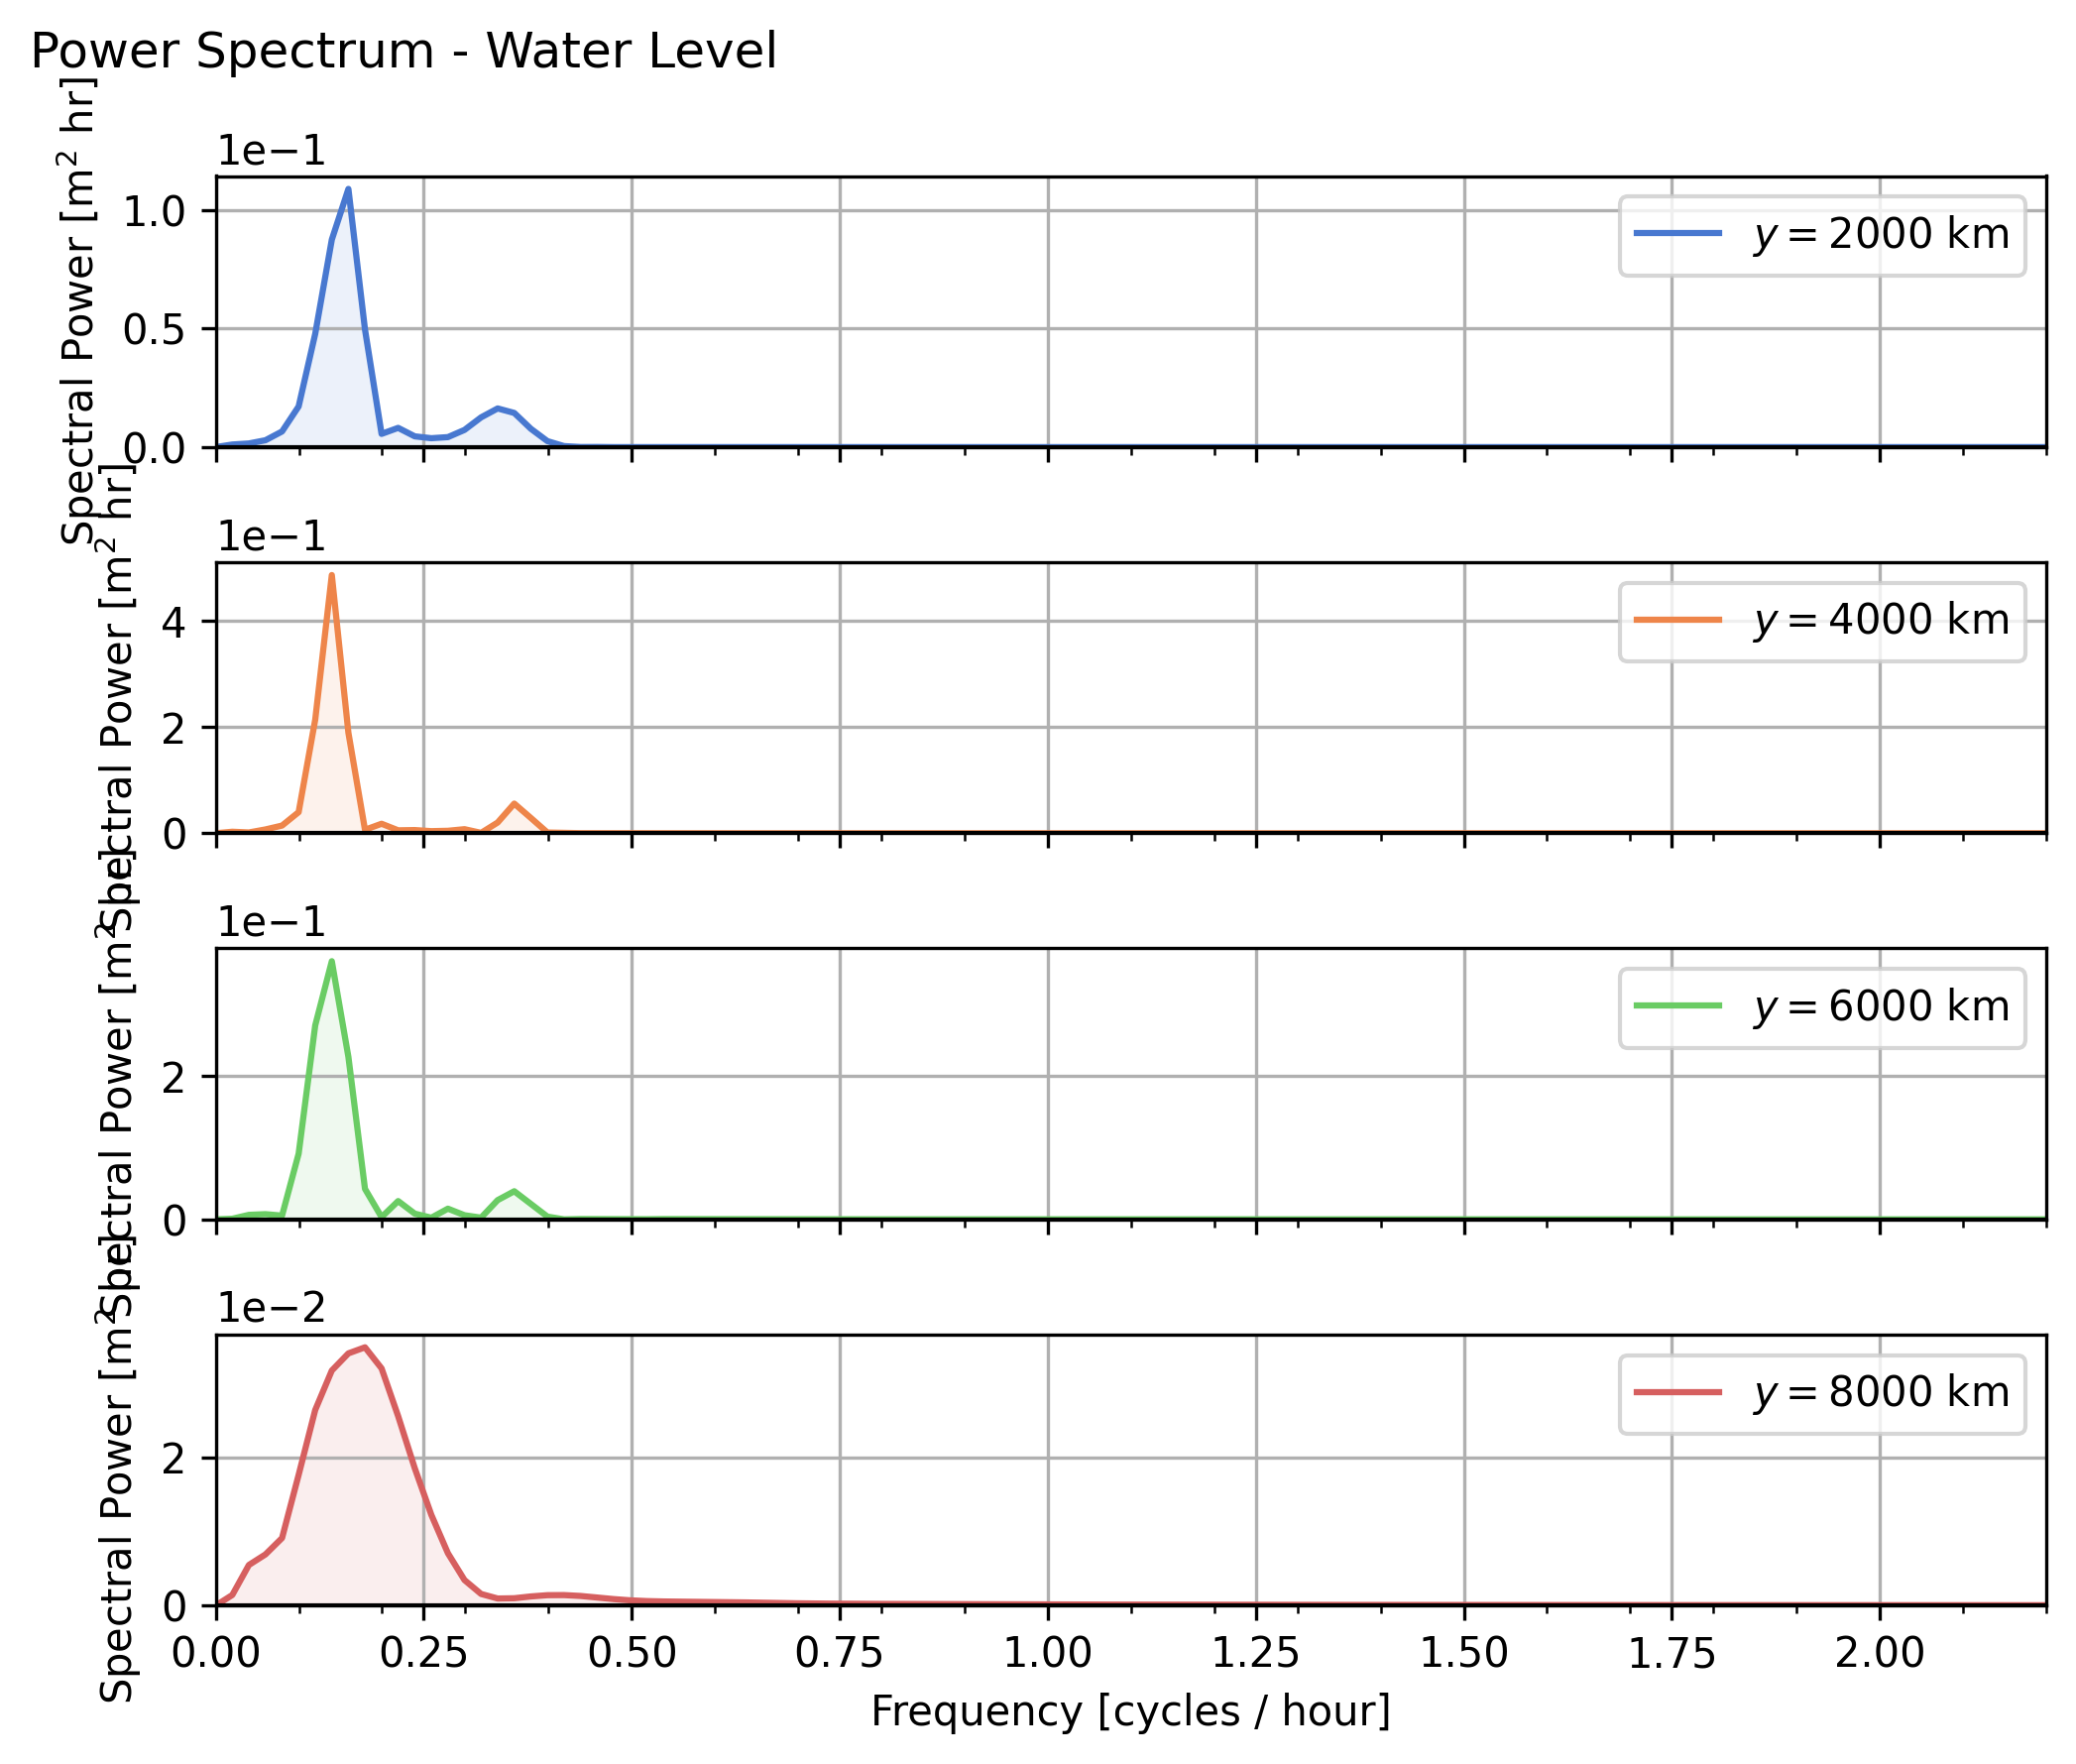 Power Spectrum - Water Level
Spectral Power [m² hr]
1e−1
1.0
0.5
0.0
y = 2000 km
Spectral Power [m² hr]
1e−1
4
2
0
y = 4000 km
Spectral Power [m²
1e−1
2
0
y = 6000 km
Spectral Power [m²
1e−2
2
0
y = 8000 km
0.00 0.25 0.50 0.75 1.00 1.25 1.50 1.75 2.00
Frequency [cycles / hour]